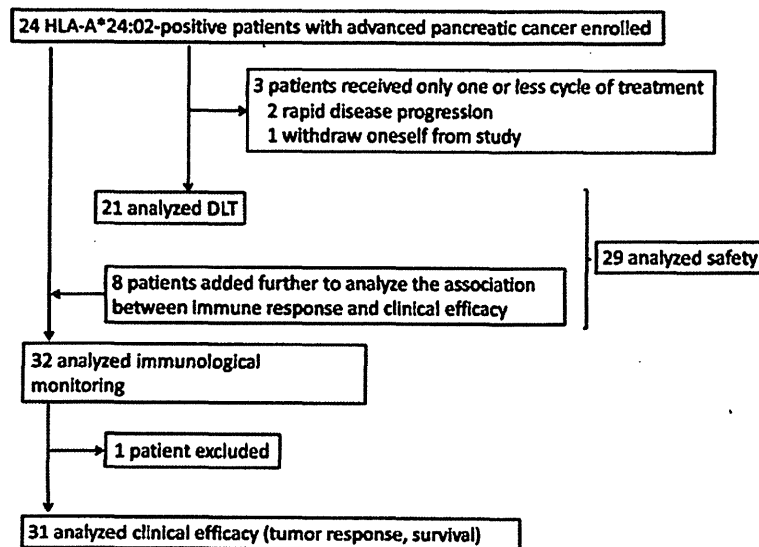 24 HLA-A*24:02-positive patients with advanced pancreatic cancer enrolled
3 patients received only one or less cycle of treatment
2 rapid disease progression
1 withdraw oneself from study
21 analyzed DLT
29 analyzed safety
8 patients added further to analyze the association
between immune response and clinical efficacy
32 analyzed immunological
monitoring
1 patient excluded
31 analyzed clinical efficacy (tumor response, survival)